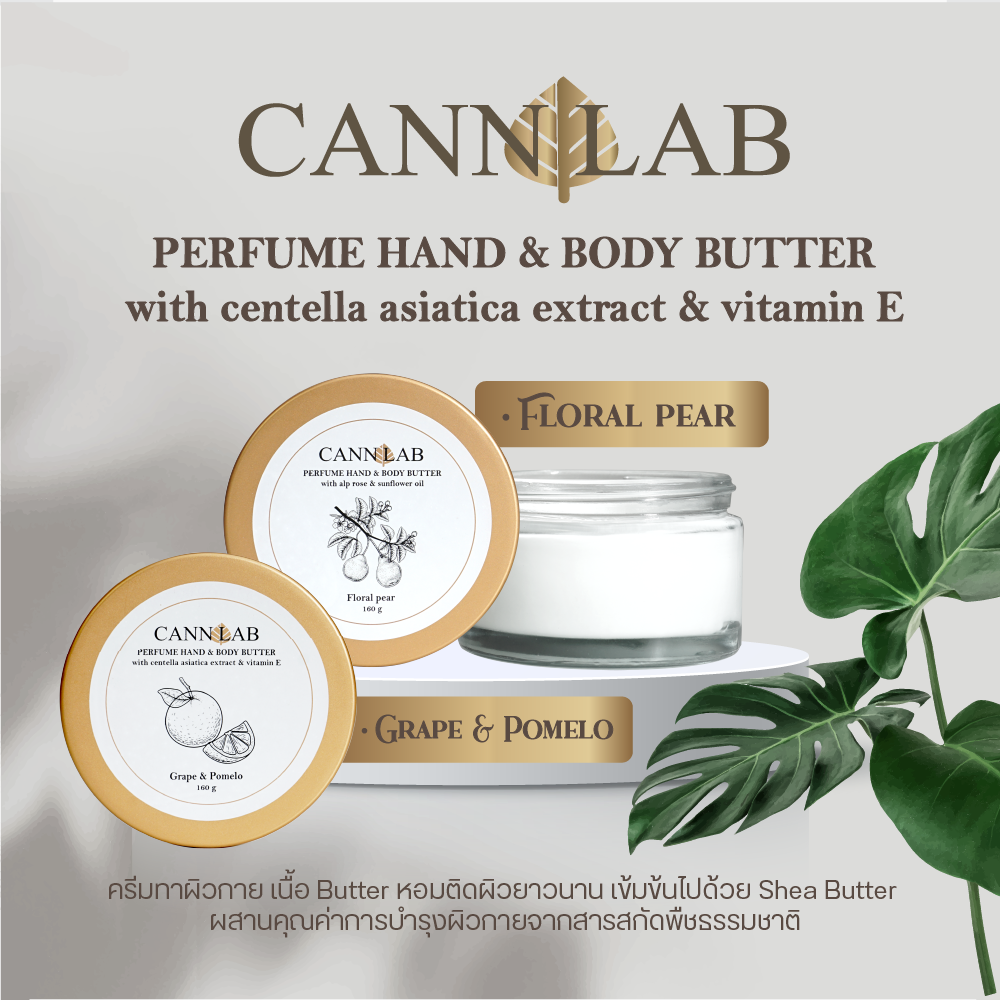 CANN LAB
PERFUME HAND & BODY BUTTER
with centella asiatica extract & vitamin E
• FLORAL PEAR
CANN LAB
PERFUME HAND & BODY BUTTER
with alp rose & sunflower oil
Floral pear
160 g
CANN LAB
PERFUME HAND & BODY BUTTER
with centella asiatica extract & vitamin E
Grape & Pomelo
160 g
• GRAPE & POMELO
ครีมทาผิวกาย เนื้อ Butter หอมติดผิวยาวนาน เข้มข้นไปด้วย Shea Butter
ผสานคุณค่าการบำรุงผิวกายจากสารสกัดพืชธรรมชาติ